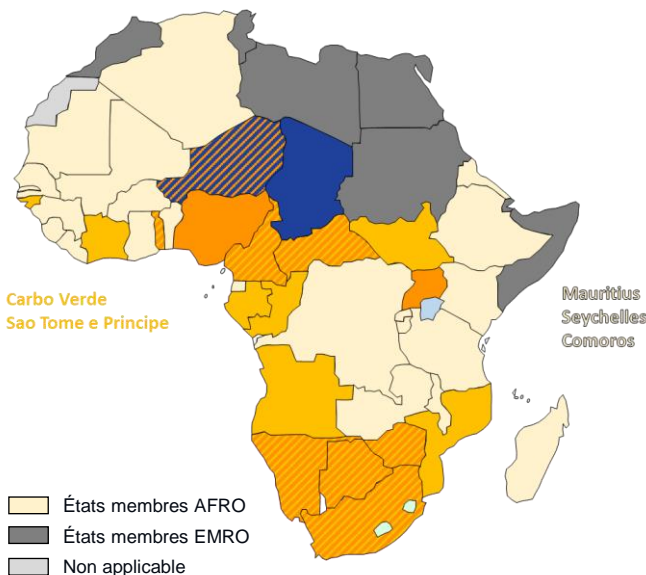 Carbo Verde
Sao Tome e Principe
Mauritius
Seychelles
Comoros
États membres AFRO
États membres EMRO
Non applicable